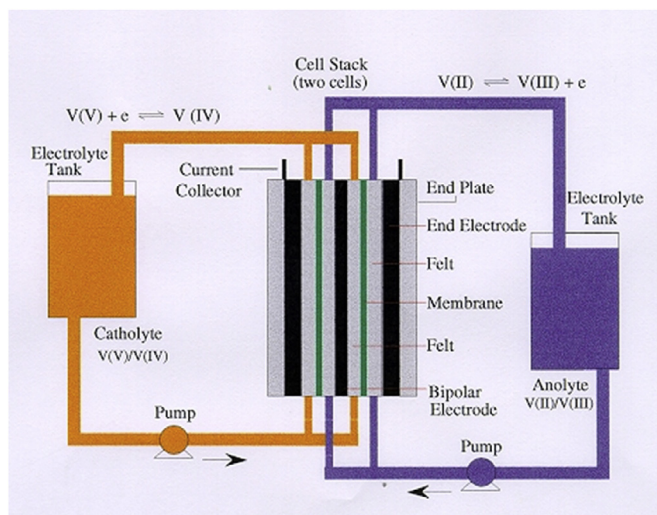 Cell Stack
(two cells)
V(II) ⇌ V(III) + e
V(V) + e ⇌ V (IV)
Electrolyte
Tank
Current
Collector
End Plate
Electrolyte
Tank
End Electrode
Felt
Membrane
Catholyte
V(V)/V(IV)
Felt
Bipolar
Electrode
Anolyte
V(II)/V(III)
Pump
Pump